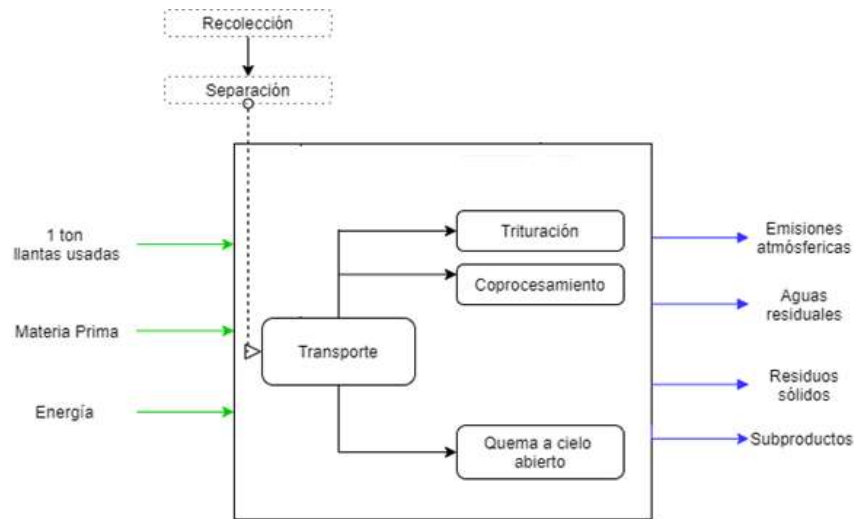 Recolección
Separación
1 ton
llantas usadas
Materia Prima
Energía
Transporte
Trituración
Coprocesamiento
Quema a cielo
abierto
Emisiones
atmósfericas
Aguas
residuales
Residuos
sólidos
Subproductos